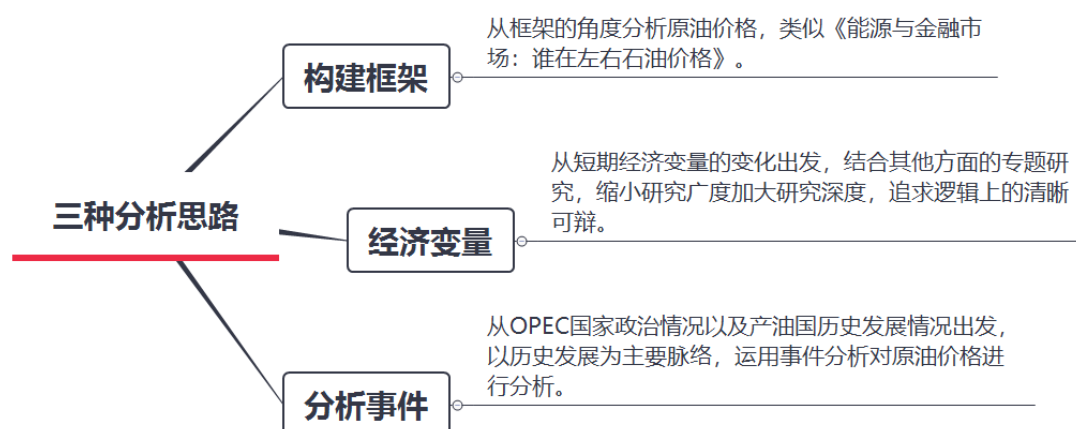 从框架的角度分析原油价格，类似《能源与金融市
场：谁在左右石油价格》。
构建框架
从短期经济变量的变化出发，结合其他方面的专题研
究，缩小研究广度加大研究深度，追求逻辑上的清晰
可辩。
三种分析思路
经济变量
从OPEC国家政治情况以及产油国历史发展情况出发，
以历史发展为主要脉络，运用事件分析对原油价格进
行分析。
分析事件